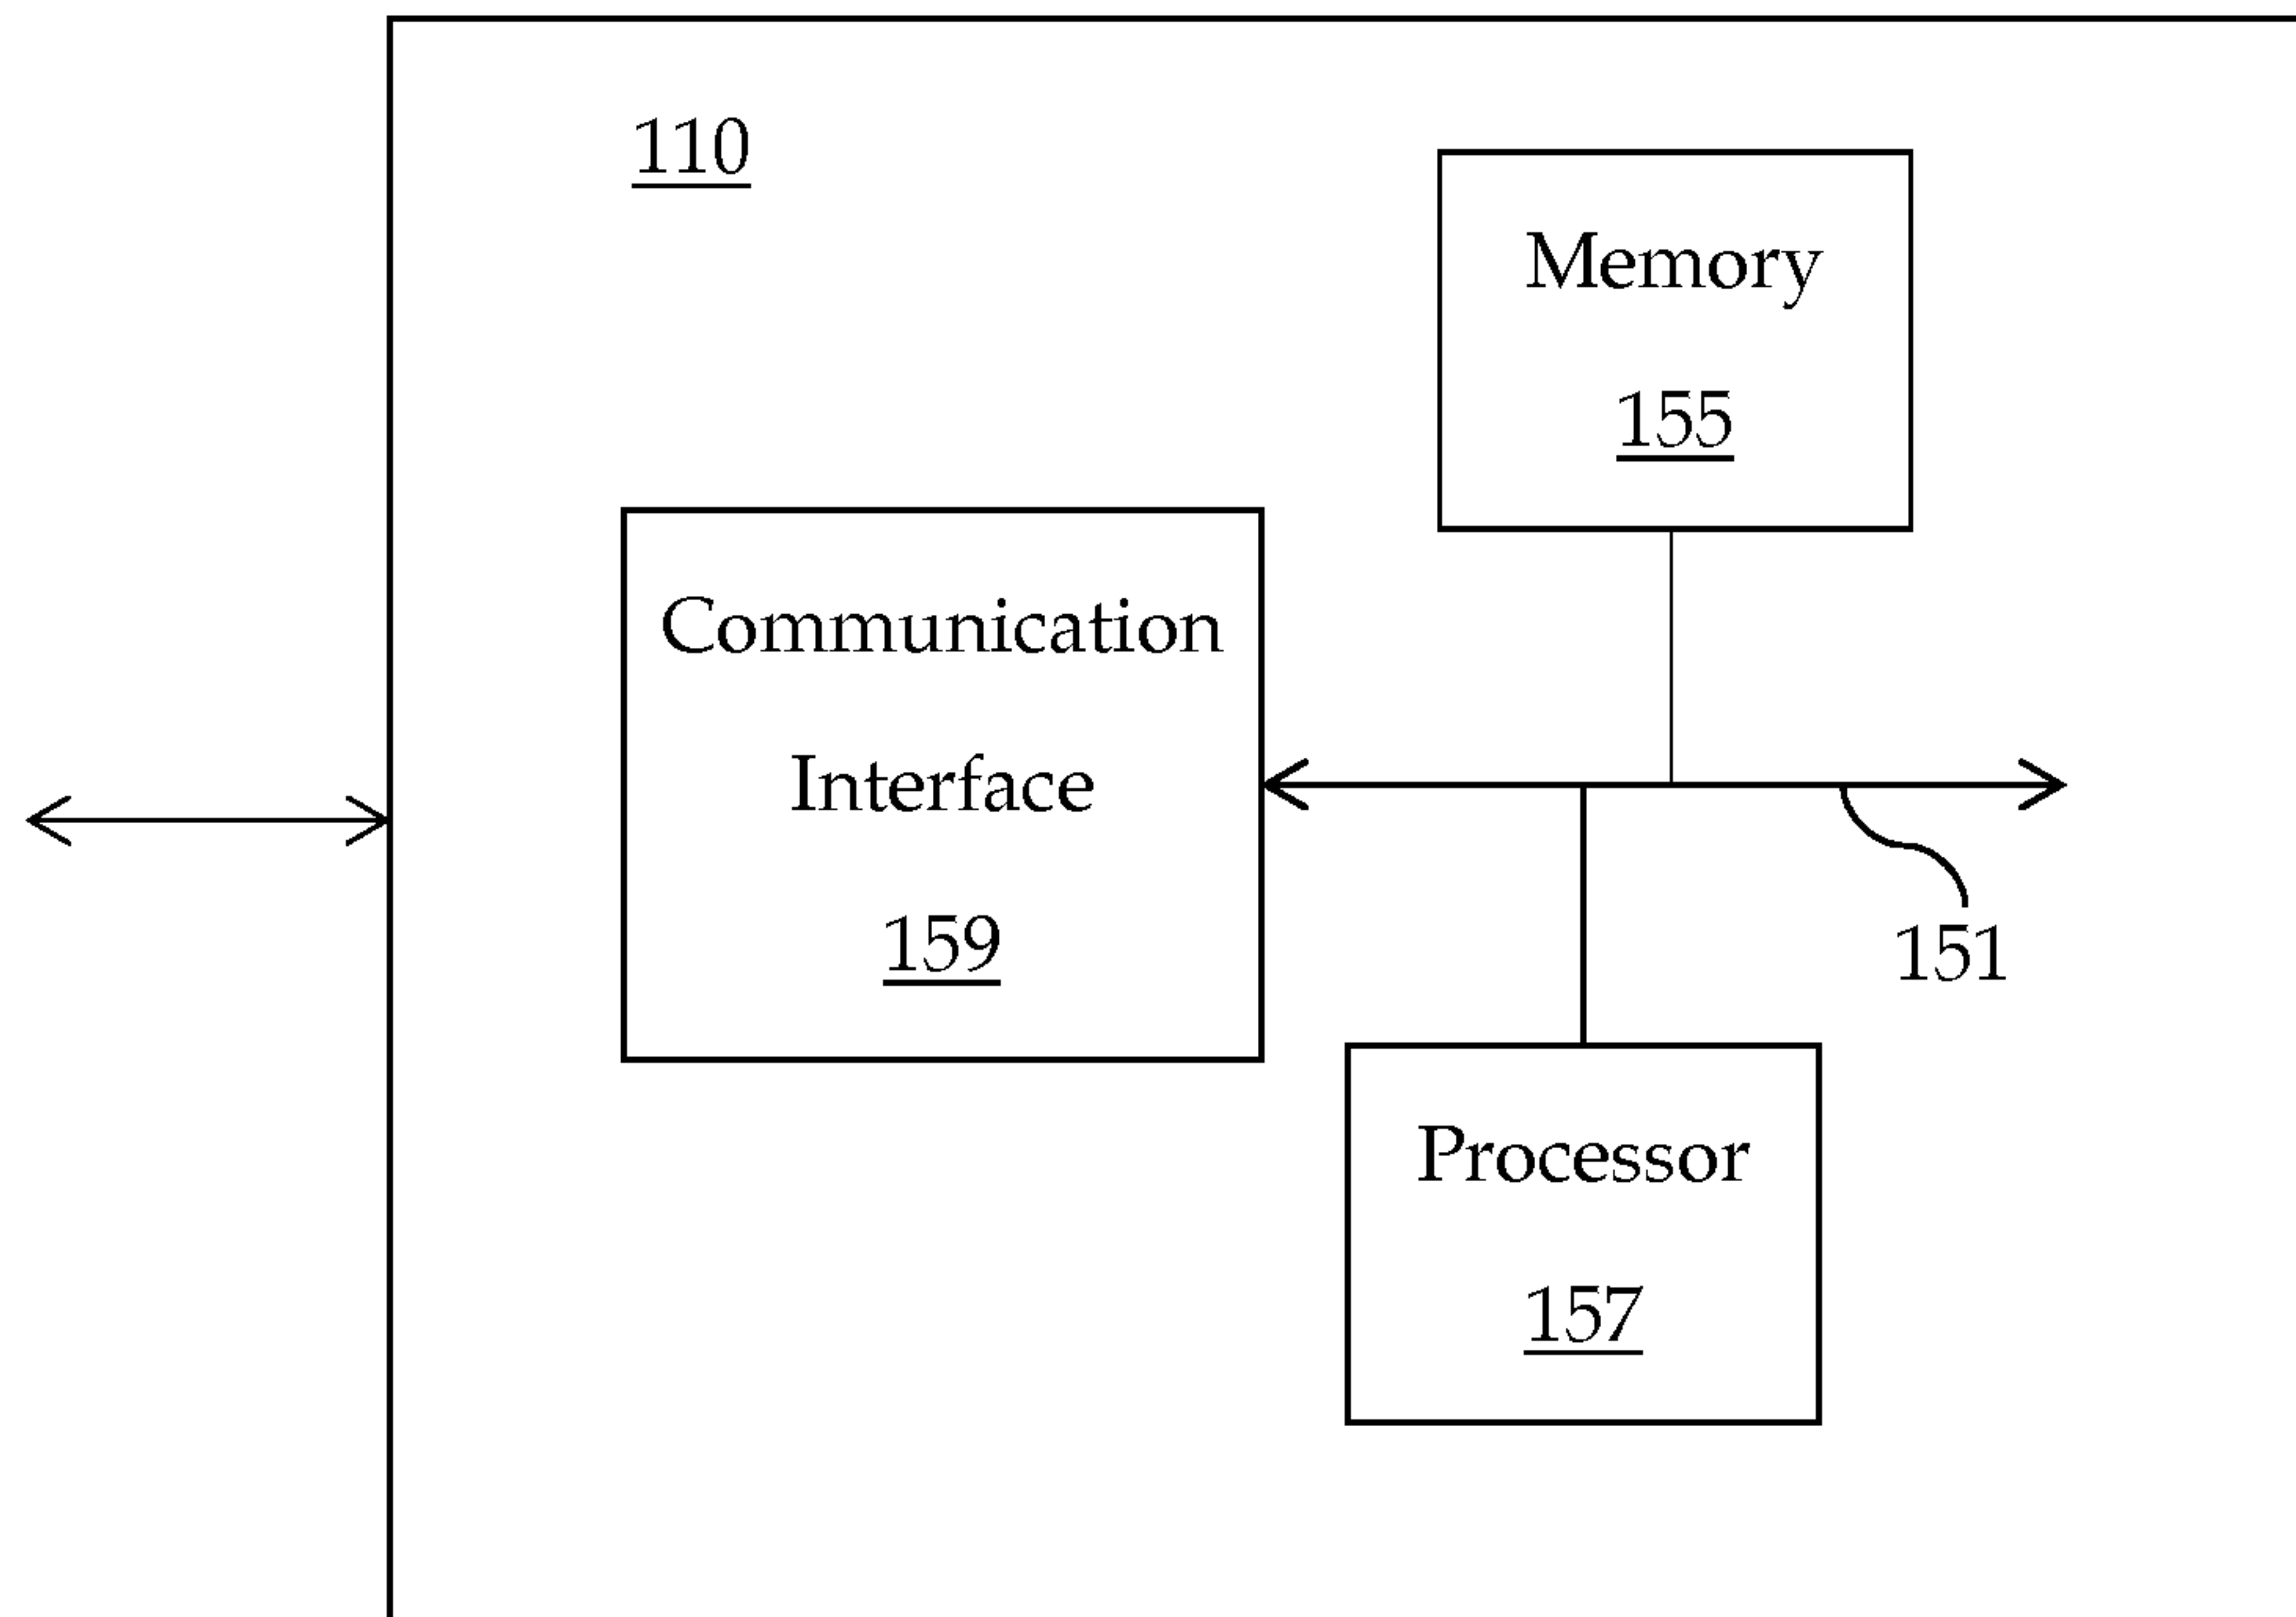 110
Memory
155
Communication
Interface
159
151
Processor
157